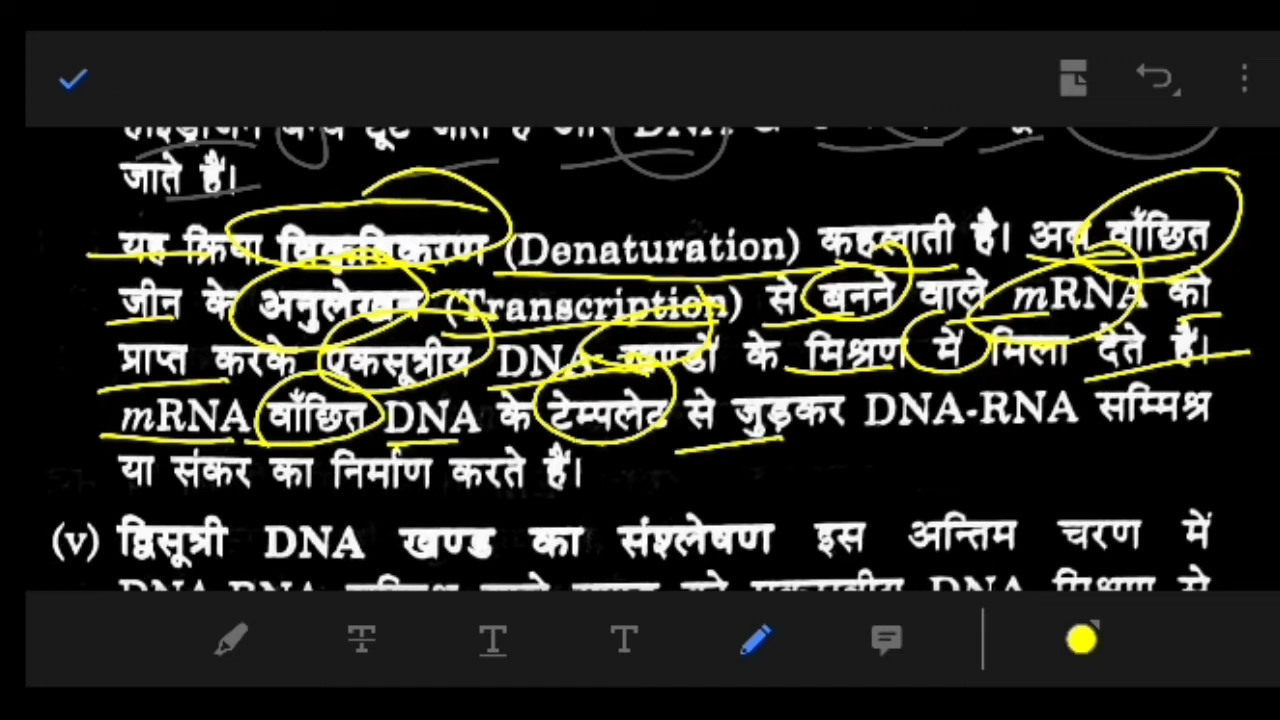 जाते हैं।
यह क्रिया विकृतिकरण (Denaturation) कहलाती है। अब वाँछित
जीन के अनुलेखन (Transcription) से बनने वाले mRNA को
प्राप्त करके एकसूत्रीय DNA खण्डों के मिश्रण में मिला देते हैं।
mRNA वाँछित DNA के टेम्पलेट से जुड़कर DNA-RNA सम्मिश्र
या संकर का निर्माण करते हैं।
(v) द्विसूत्री DNA खण्ड का संश्लेषण इस अन्तिम चरण में